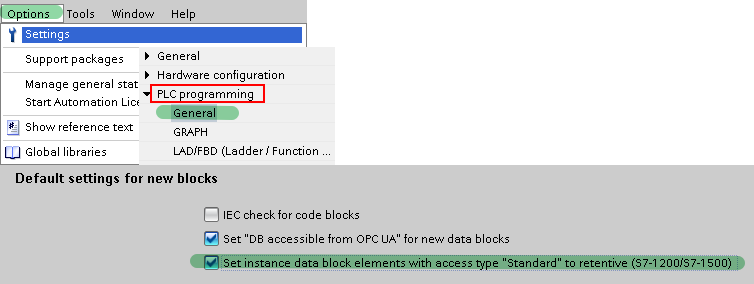 Options Tools Window Help
Settings
Support packages
Manage general stat
Start Automation Lice
Show reference text
Global libraries
General
Hardware configuration
PLC programming
General
GRAPH
LAD/FBD (Ladder / Function ...
Default settings for new blocks
IEC check for code blocks
Set "DB accessible from OPC UA" for new data blocks
Set instance data block elements with access type "Standard" to retentive (S7-1200/S7-1500)